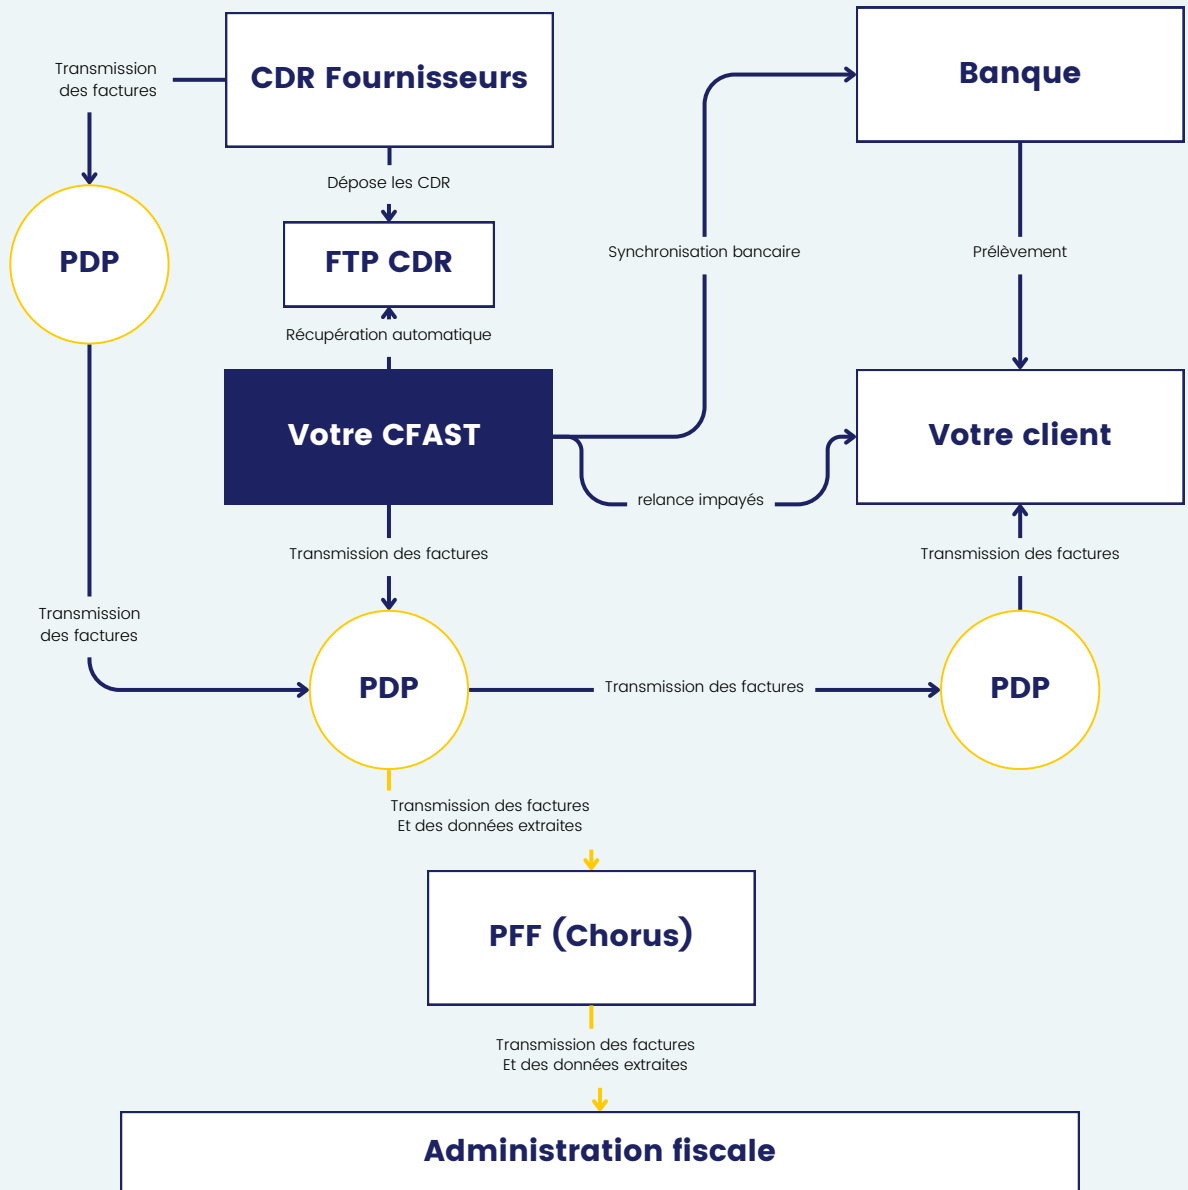 Transmission
des factures
CDR Fournisseurs
Banque
Dépose les CDR
PDP
FTP CDR
Synchronisation bancaire
Prélèvement
Récupération automatique
Votre CFAST
Votre client
relance impayés
Transmission des factures
Transmission des factures
Transmission
des factures
PDP
Transmission des factures
PDP
Transmission des factures
Et des données extraites
PFF (Chorus)
Transmission des factures
Et des données extraites
Administration fiscale